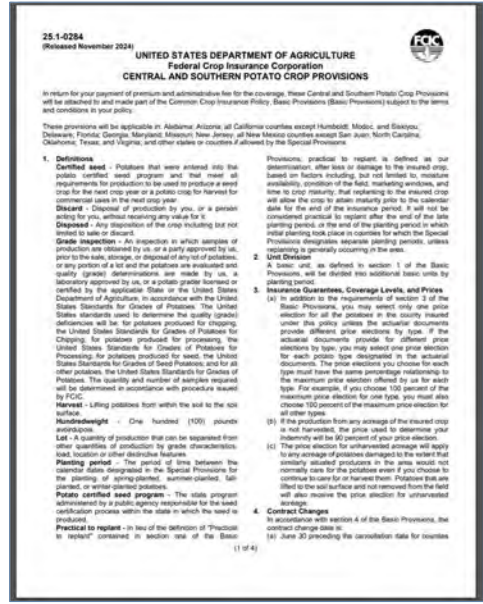 25.1-0284
(Released November 2024)
FCIC
UNITED STATES DEPARTMENT OF AGRICULTURE
Federal Crop Insurance Corporation
CENTRAL AND SOUTHERN POTATO CROP PROVISIONS
In return for your payment of premium and administrative fee for the coverage, these Central and Southern Potato Crop Provisions
will be attached to and made part of the Common Crop Insurance Policy, Basic Provisions (Basic Provisions) subject to the terms
and conditions in your policy.
These provisions will be applicable in: Alabama; Arizona; all California counties except Humboldt, Modoc, and Siskiyou;
Delaware; Florida; Georgia; Maryland; Missouri; New Jersey; all New Mexico counties except San Juan; North Carolina;
Oklahoma; Texas; and Virginia; and other states or counties if allowed by the Special Provisions.
1. Definitions
Certified seed - Potatoes that were entered into the
potato certified seed program and that meet all
requirements for production to be used to produce a seed
crop for the next crop year or a potato crop for harvest for
commercial uses in the next crop year.
Discard - Disposal of production by you, or a person
acting for you, without receiving any value for it.
Disposed - Any disposition of the crop including but not
limited to sale or discard.
Grade inspection - An inspection in which samples of
production are obtained by us, or a party approved by us,
prior to the sale, storage, or disposal of any lot of potatoes,
or any portion of a lot and the potatoes are evaluated and
quality (grade) determinations are made by us, a
laboratory approved by us, or a potato grader licensed or
certified by the applicable State or the United States
Department of Agriculture, in accordance with the United
States standards used to determine the quality (grade)
deficiencies will be: for potatoes produced for chipping,
the United States Standards for Grades of Potatoes for
Chipping; for potatoes produced for processing, the
United States Standards for Grades of Potatoes for
Processing; for potatoes produced for seed, the United
States Standards for Grades of Seed Potatoes; and for all
other potatoes, the United States Standards for Grades of
Potatoes. The quantity and number of samples required
will be determined in accordance with procedure issued
by FCIC.
Harvest - Lifting potatoes from within the soil to the soil
surface.
Hundredweight - One hundred (100) pounds
avoirdupois.
Lot - A quantity of production that can be separated from
other quantities of production by grade characteristics,
load, location or other distinctive features.
Planting period - The period of time between the
calendar dates designated in the Special Provisions for
the planting of spring-planted, summer-planted, fall-
planted, or winter-planted potatoes.
Potato certified seed program - The state program
administered by a public agency responsible for the seed
certification process within the state in which the seed is
produced.
Practical to replant - In lieu of the definition of "Practical
to replant" contained in section one of the Basic
Provisions, practical to replant is defined as our
determination, after loss or damage to the insured crop,
based on factors including, but not limited to, moisture
availability, condition of the field, marketing windows, and
time to crop maturity, that replanting to the insured crop
will allow the crop to attain maturity prior to the calendar
date for the end of the insurance period. It will not be
considered practical to replant after the end of the late
planting period, or the end of the planting period in which
initial planting took place in counties for which the Special
Provisions designates separate planting periods, unless
replanting is generally occurring in the area.
2. Unit Division
A basic unit, as defined in section 1 of the Basic
Provisions, will be divided into additional basic units by
planting period.
3. Insurance Guarantees, Coverage Levels, and Prices
(a) In addition to the requirements of section 3 of the
Basic Provisions, you may select only one price
election for all the potatoes in the county insured
under this policy unless the actuarial documents
provide different price elections by type. If the
actuarial documents provide for different price
elections by type, you may select one price election
for each potato type designated in the actuarial
documents. The price elections you choose for each
type must have the same percentage relationship to
the maximum price election offered by us for each
type. For example, if you choose 100 percent of the
maximum price election for one type, you must also
choose 100 percent of the maximum price election for
all other types.
(b) If the production from any acreage of the insured crop
is not harvested, the price used to determine your
indemnity will be 90 percent of your price election.
(c) The price election for unharvested acreage will apply
to any acreage of potatoes damaged to the extent that
similarly situated producers in the area would not
normally care for the potatoes even if you choose to
continue to care for or harvest them. Potatoes that are
lifted to the soil surface and not removed from the field
will also receive the price election for unharvested
acreage.
4. Contract Changes
In accordance with section 4 of the Basic Provisions, the
contract change date is:
(a) June 30 preceding the cancellation date for counties
(1 of 4)